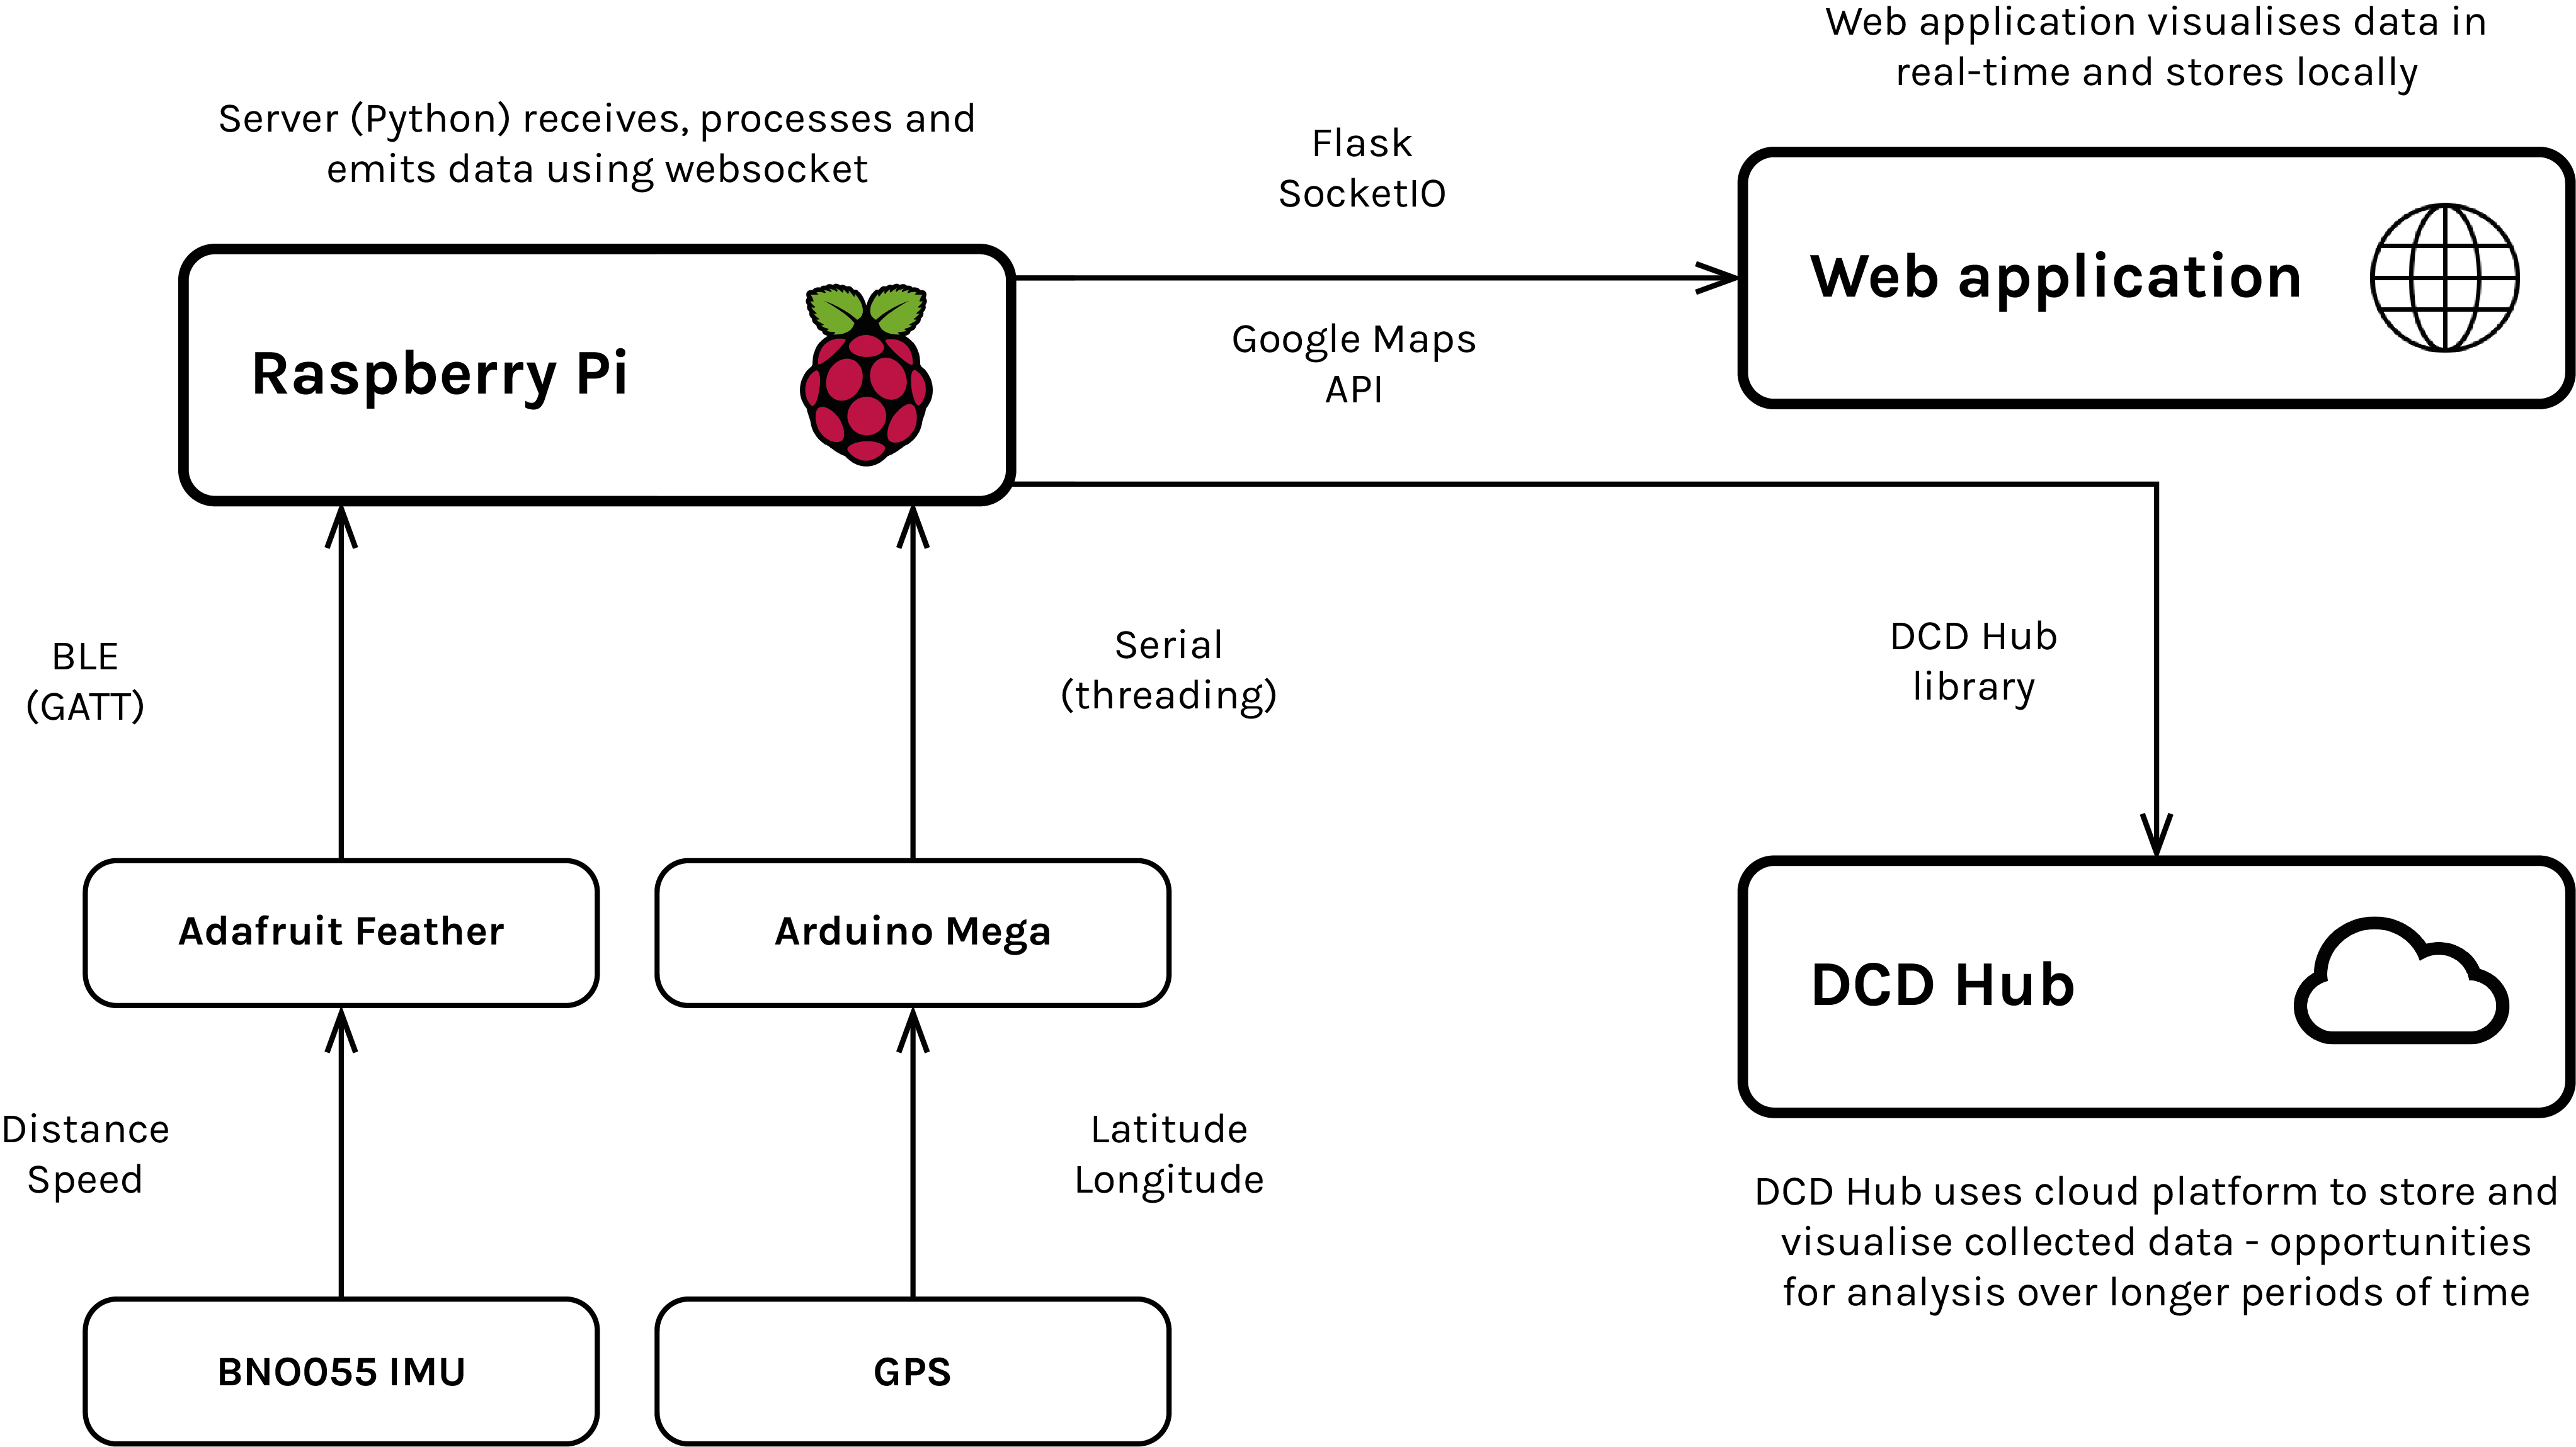 Web application visualises data in
real-time and stores locally
Server (Python) receives, processes and
emits data using websocket
Flask
SocketIO
Web application
Google Maps
API
Raspberry Pi
BLE
(GATT)
Serial
(threading)
DCD Hub
library
Adafruit Feather
Arduino Mega
DCD Hub
Distance
Speed
Latitude
Longitude
DCD Hub uses cloud platform to store and
visualise collected data - opportunities
for analysis over longer periods of time
BNO055 IMU
GPS